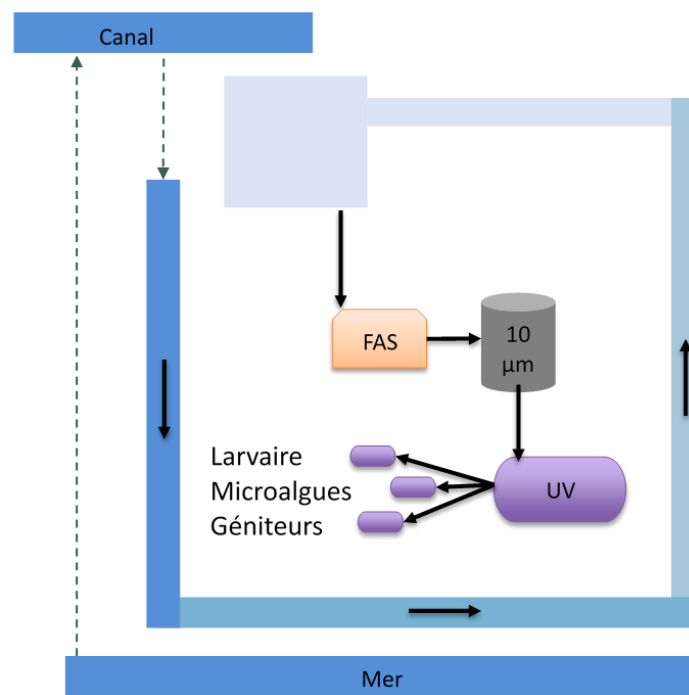 Canal
FAS
10
µm
Larvaire
Microalgues
Géniteurs
UV
Mer